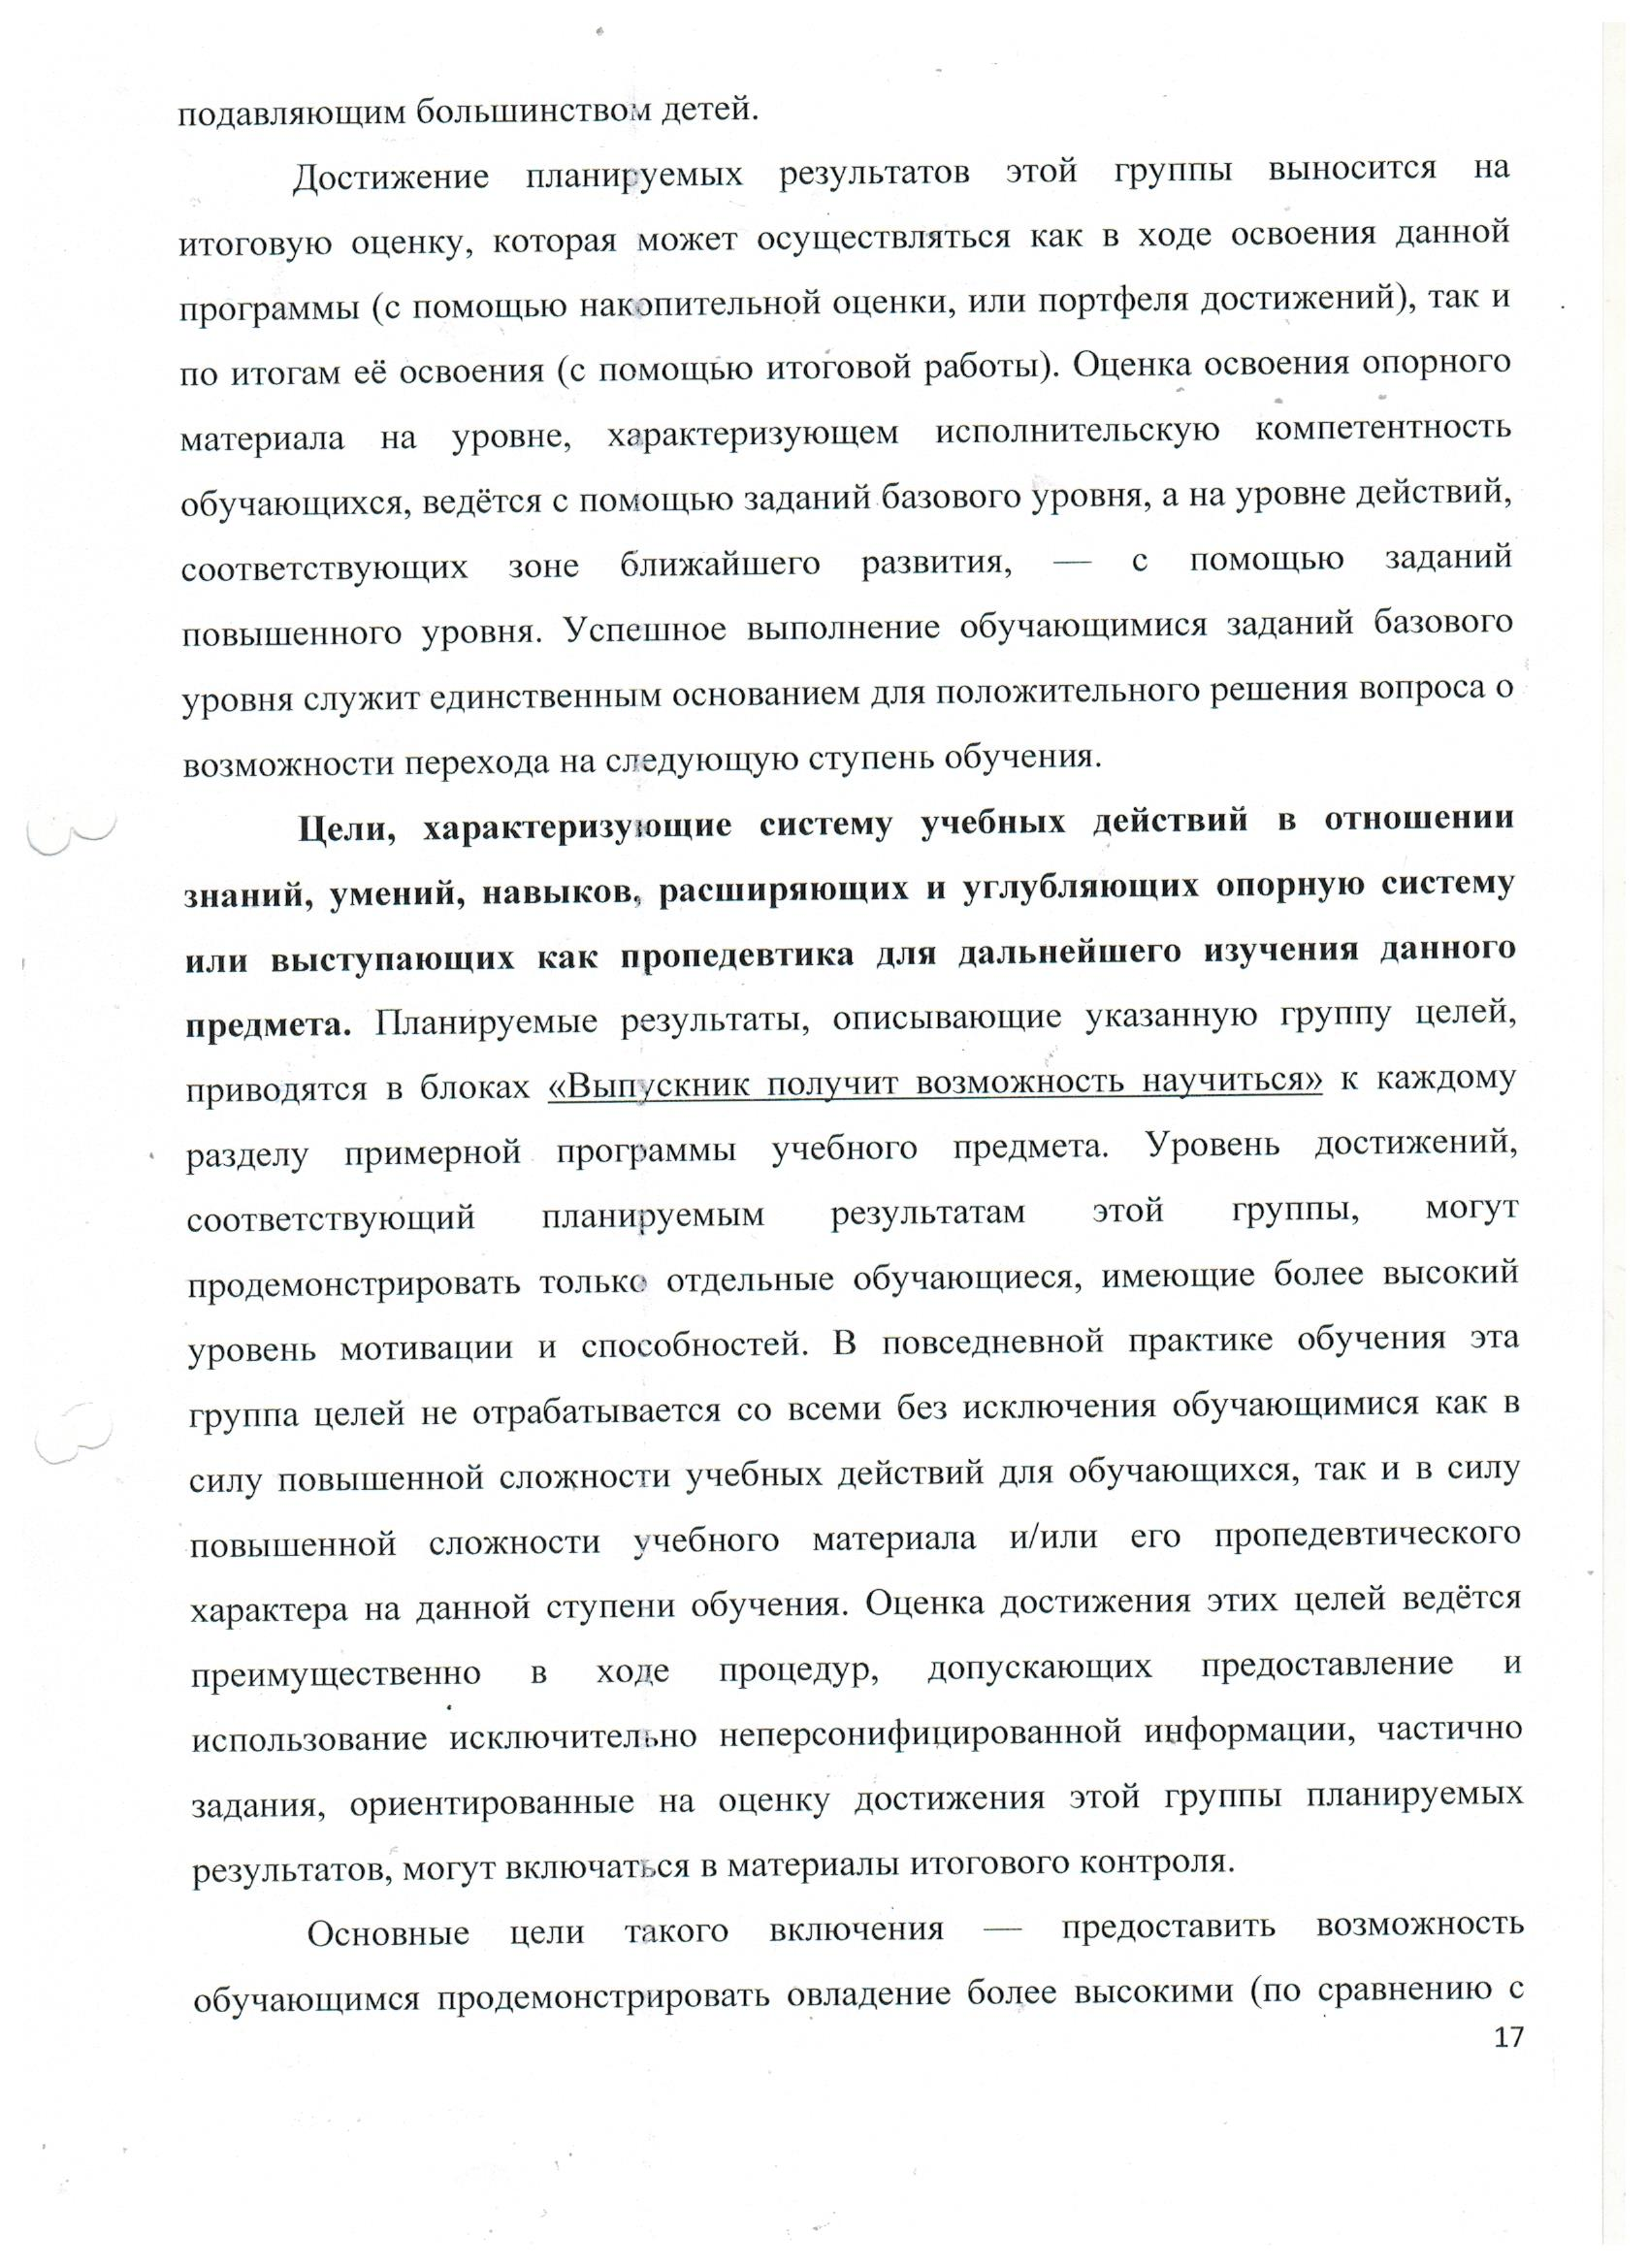 подавляющим большинством детей.
Достижение планируемых результатов этой группы выносится на
итоговую оценку, которая может осуществляться как в ходе освоения данной
программы (с помощью накопительной оценки, или портфеля достижений), так и
по итогам её освоения (с помощью итоговой работы). Оценка освоения опорного
материала на уровне, характеризующем исполнительскую компетентность
обучающихся, ведётся с помощью заданий базового уровня, а на уровне действий,
соответствующих зоне ближайшего развития, — с помощью заданий
повышенного уровня. Успешное выполнение обучающимися заданий базового
уровня служит единственным основанием для положительного решения вопроса о
возможности перехода на следующую ступень обучения.
Цели, характеризующие систему учебных действий в отношении
знаний, умений, навыков, расширяющих и углубляющих опорную систему
или выступающих как пропедевтика для дальнейшего изучения данного
предмета. Планируемые результаты, описывающие указанную группу целей,
приводятся в блоках «Выпускник получит возможность научиться» к каждому
разделу примерной программы учебного предмета. Уровень достижений,
соответствующий планируемым результатам этой группы, могут
продемонстрировать только отдельные обучающиеся, имеющие более высокий
уровень мотивации и способностей. В повседневной практике обучения эта
группа целей не отрабатывается со всеми без исключения обучающимися как в
силу повышенной сложности учебных действий для обучающихся, так и в силу
повышенной сложности учебного материала и/или его пропедевтического
характера на данной ступени обучения. Оценка достижения этих целей ведётся
преимущественно в ходе процедур, допускающих предоставление и
использование исключительно неперсонифицированной информации, частично
задания, ориентированные на оценку достижения этой группы планируемых
результатов, могут включаться в материалы итогового контроля.
Основные цели такого включения — предоставить возможность
обучающимся продемонстрировать овладение более высокими (по сравнению с
17